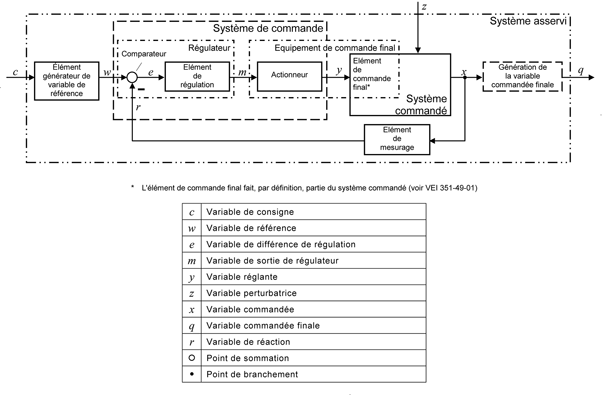 z
Système asservi
Système de commande
Régulateur
Equipement de commande final
Comparateur
c
Élément
générateur de
variable de
référence
w
e
Elément
de
régulation
m
Actionneur
y
Elément
de
commande
final*
Système
commandé
x
Génération de
la variable
commandée finale
q
r
Elément
de
mesurage
* L'élément de commande final fait, par définition, partie du système commandé (voir VEI 351-49-01)
c Variable de consigne
w Variable de référence
e Variable de différence de régulation
m Variable de sortie de régulateur
y Variable réglante
z Variable perturbatrice
x Variable commandée
q Variable commandée finale
r Variable de réaction
Point de sommation
Point de branchement